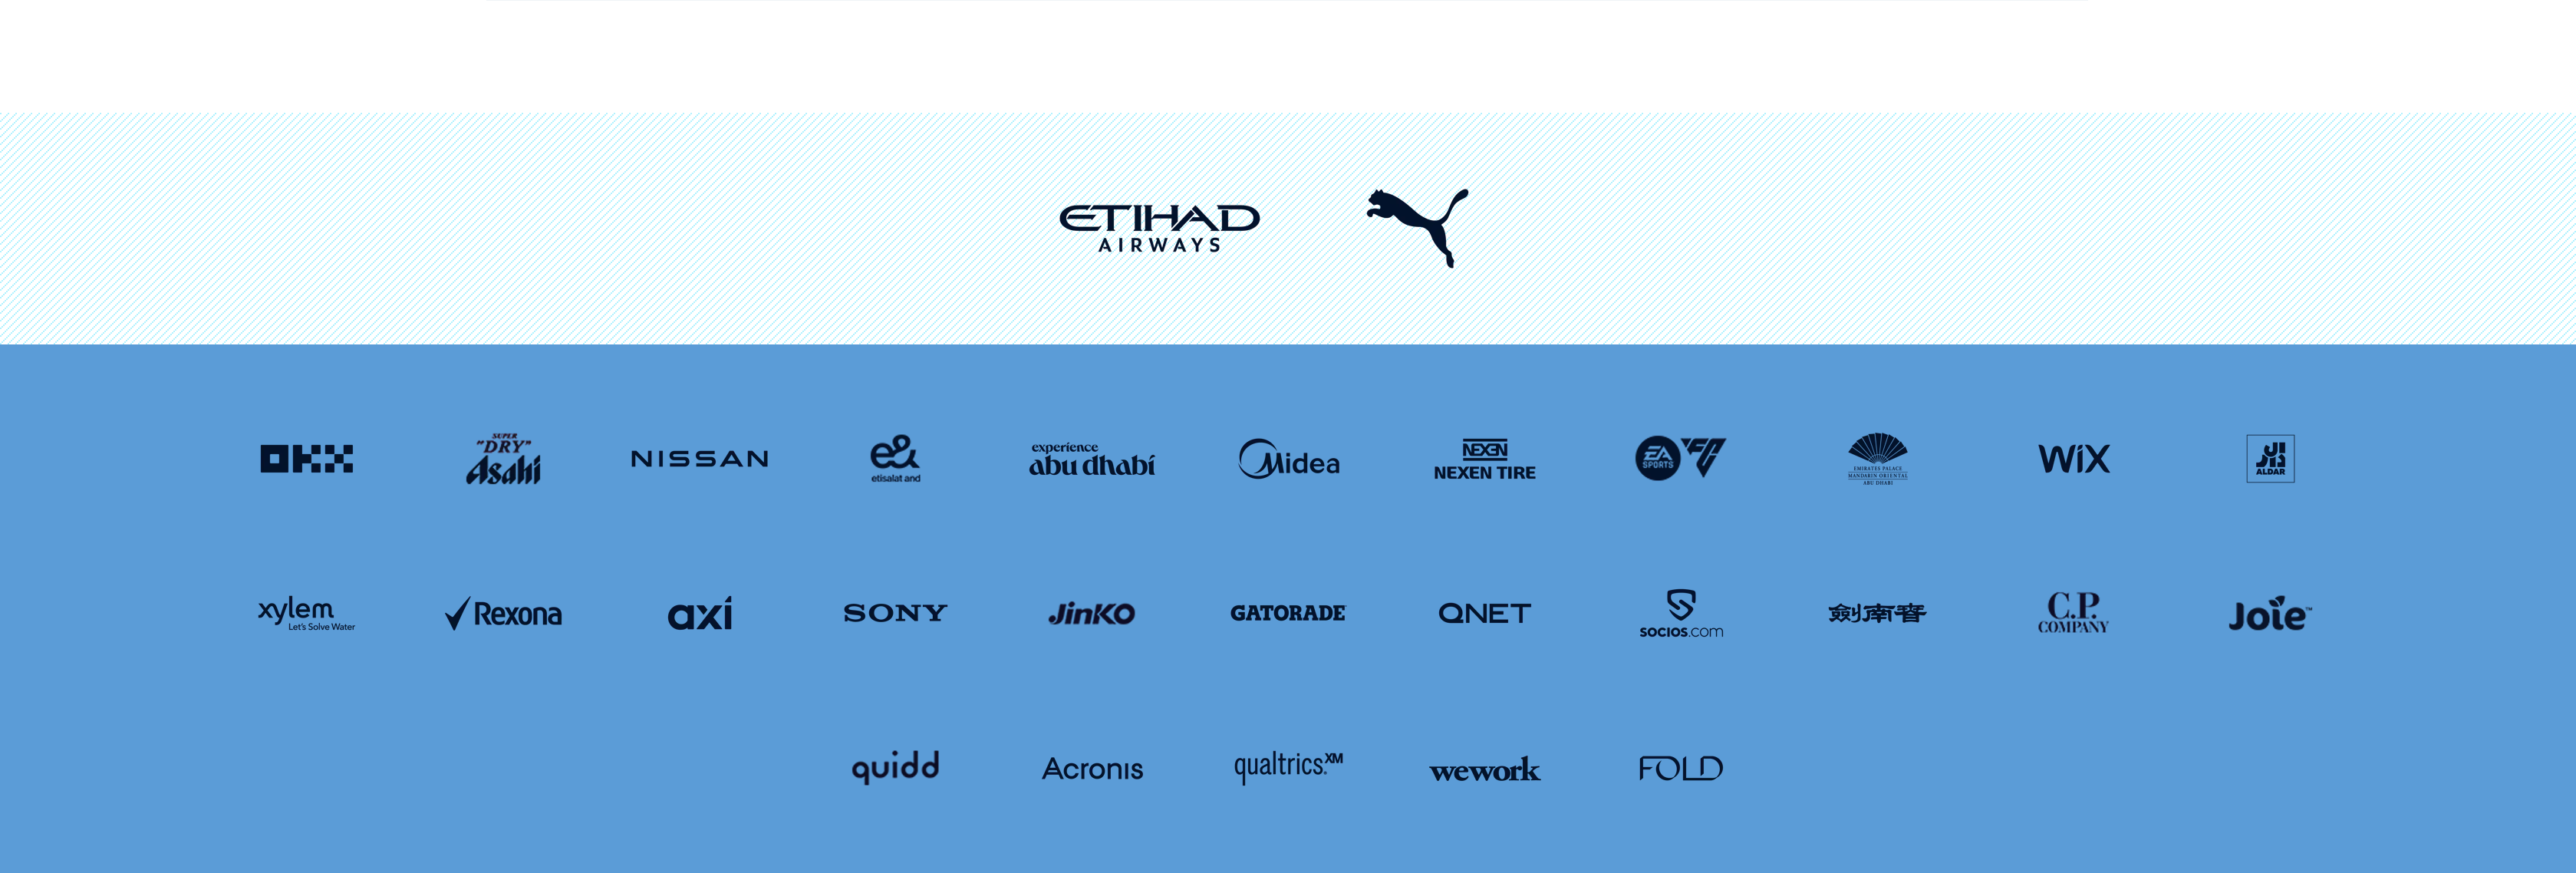 ETIHAD
AIRWAYS
OKX
SUPER
"DRY"
Asahi
NISSAN
e&
etisalat and
experience
abu dhabi
Midea
NEXEN
NEXEN TIRE
EA
SPORTS
FC
EMIRATES PALACE
MANDARIN ORIENTAL
ABU DHABI
WiX
ALDAR
xylem
Let's Solve Water
Rexona
axi
SONY
JinKO
GATORADE
QNET
SOCIOS.com
劍南春
C.P.
COMPANY
Joie™
quidd
Acronis
qualtrics.XM
wework
FOLD